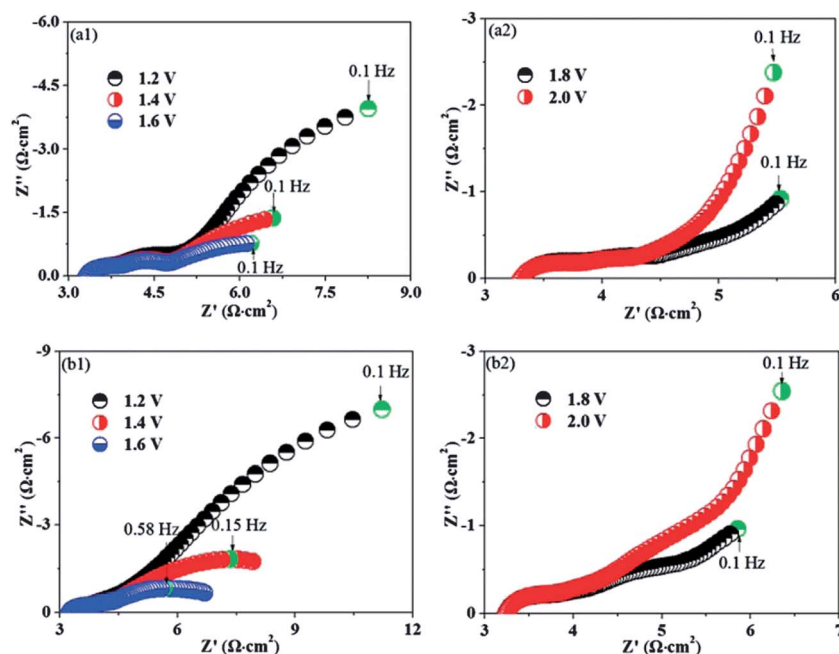 (a1)
1.2 V
1.4 V
1.6 V
0.1 Hz
0.1 Hz
0.1 Hz
-6.0
-4.5
-3.0
-1.5
0.0
Z'' (Ω·cm²)
3.0 4.5 6.0 7.5 9.0
Z' (Ω·cm²)
(a2)
1.8 V
2.0 V
0.1 Hz
0.1 Hz
-3
-2
-1
0
Z'' (Ω·cm²)
3 4 5 6
Z' (Ω·cm²)
(b1)
1.2 V
1.4 V
1.6 V
0.1 Hz
0.58 Hz
0.15 Hz
-9
-6
-3
0
Z'' (Ω·cm²)
3 6 9 12
Z' (Ω·cm²)
(b2)
1.8 V
2.0 V
0.1 Hz
0.1 Hz
-3
-2
-1
0
Z'' (Ω·cm²)
3 4 5 6 7
Z' (Ω·cm²)